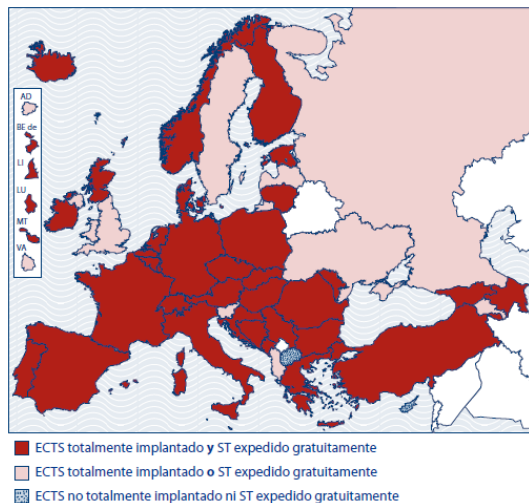 AD
BE de
LI
LU
MT
VA
ECTS totalmente implantado y ST expedido gratuitamente
ECTS totalmente implantado o ST expedido gratuitamente
ECTS no totalmente implantado ni ST expedido gratuitamente